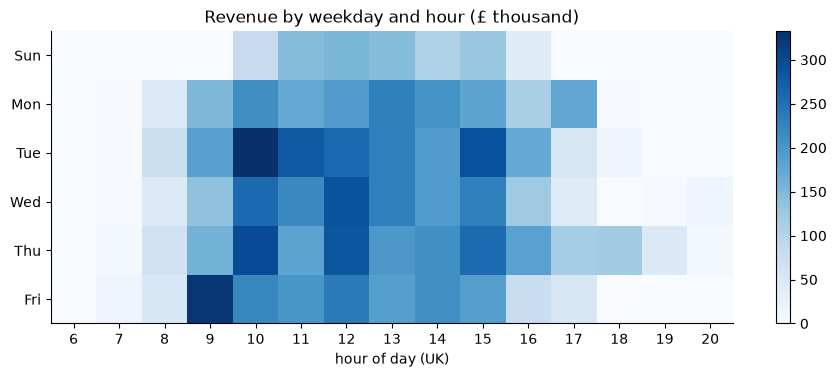 Revenue by weekday and hour (£ thousand)
Sun
Mon
Tue
Wed
Thu
Fri
6 7 8 9 10 11 12 13 14 15 16 17 18 19 20
hour of day (UK)
300
250
200
150
100
50
0